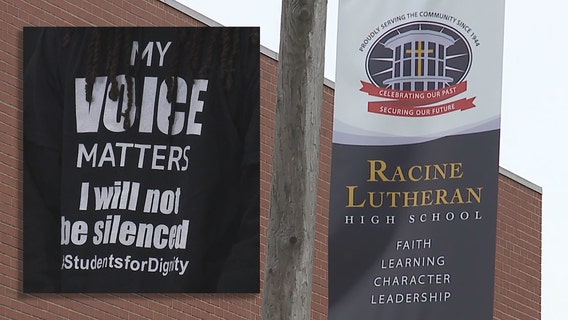 MY
VOICE
MATTERS
I will not
be silenced
#StudentsforDignity
PROUDLY SERVING THE COMMUNITY SINCE 1944
CELEBRATING OUR PAST
SECURING OUR FUTURE
RACINE
LUTHERAN
HIGH SCHOOL
FAITH
LEARNING
CHARACTER
LEADERSHIP